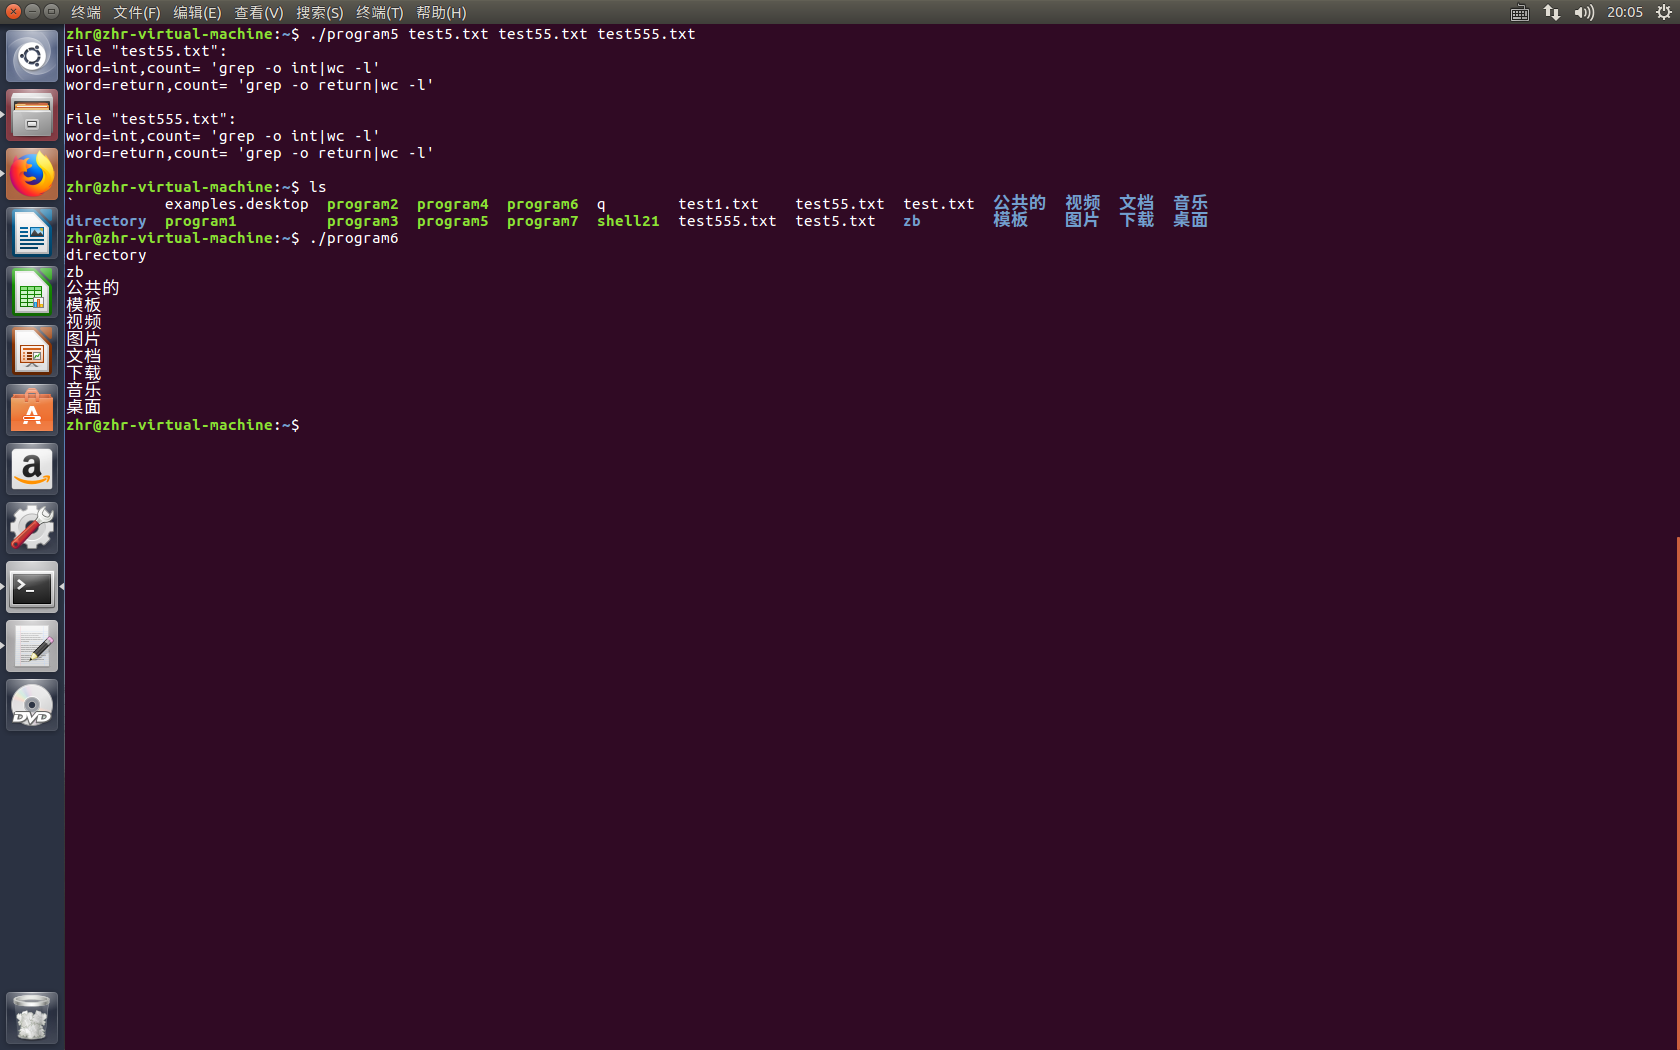 终端 文件(F) 编辑(E) 查看(V) 搜索(S) 终端(T) 帮助(H) 20:05
zhr@zhr-virtual-machine:~$ ./program5 test5.txt test55.txt test555.txt
File "test55.txt":
word=int,count= 'grep -o int|wc -l'
word=return,count= 'grep -o return|wc -l'
File "test555.txt":
word=int,count= 'grep -o int|wc -l'
word=return,count= 'grep -o return|wc -l'
zhr@zhr-virtual-machine:~$ ls
` examples.desktop program2 program4 program6 q test1.txt test55.txt test.txt 公共的 视频 文档 音乐
directory program1 program3 program5 program7 shell21 test555.txt test5.txt zb 模板 图片 下载 桌面
zhr@zhr-virtual-machine:~$ ./program6
directory
zb
公共的
模板
视频
图片
文档
下载
音乐
桌面
zhr@zhr-virtual-machine:~$
a
>_
DVD